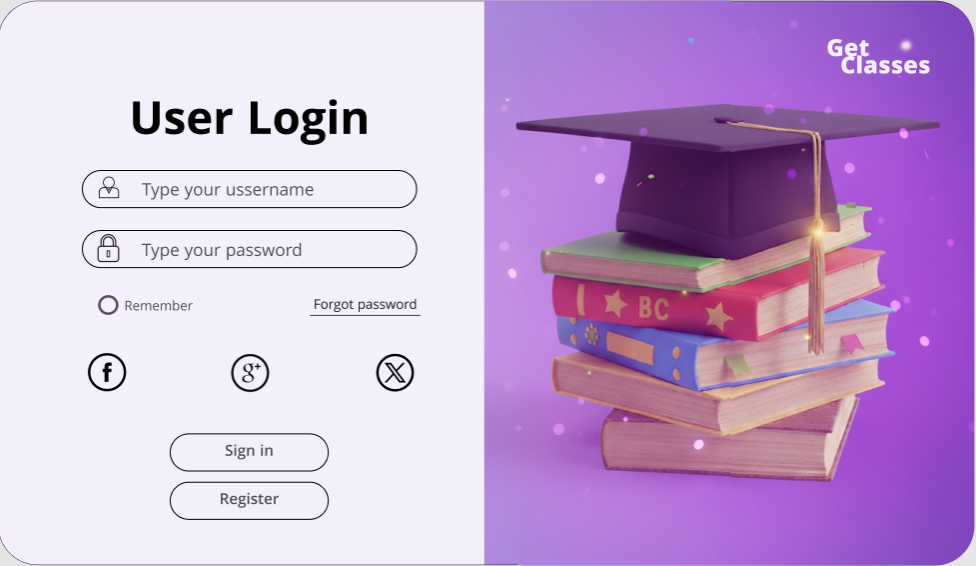 Get
Classes
User Login
Type your ussername
Type your password
Remember
Forgot password
f
g+
X
Sign in
Register
BC